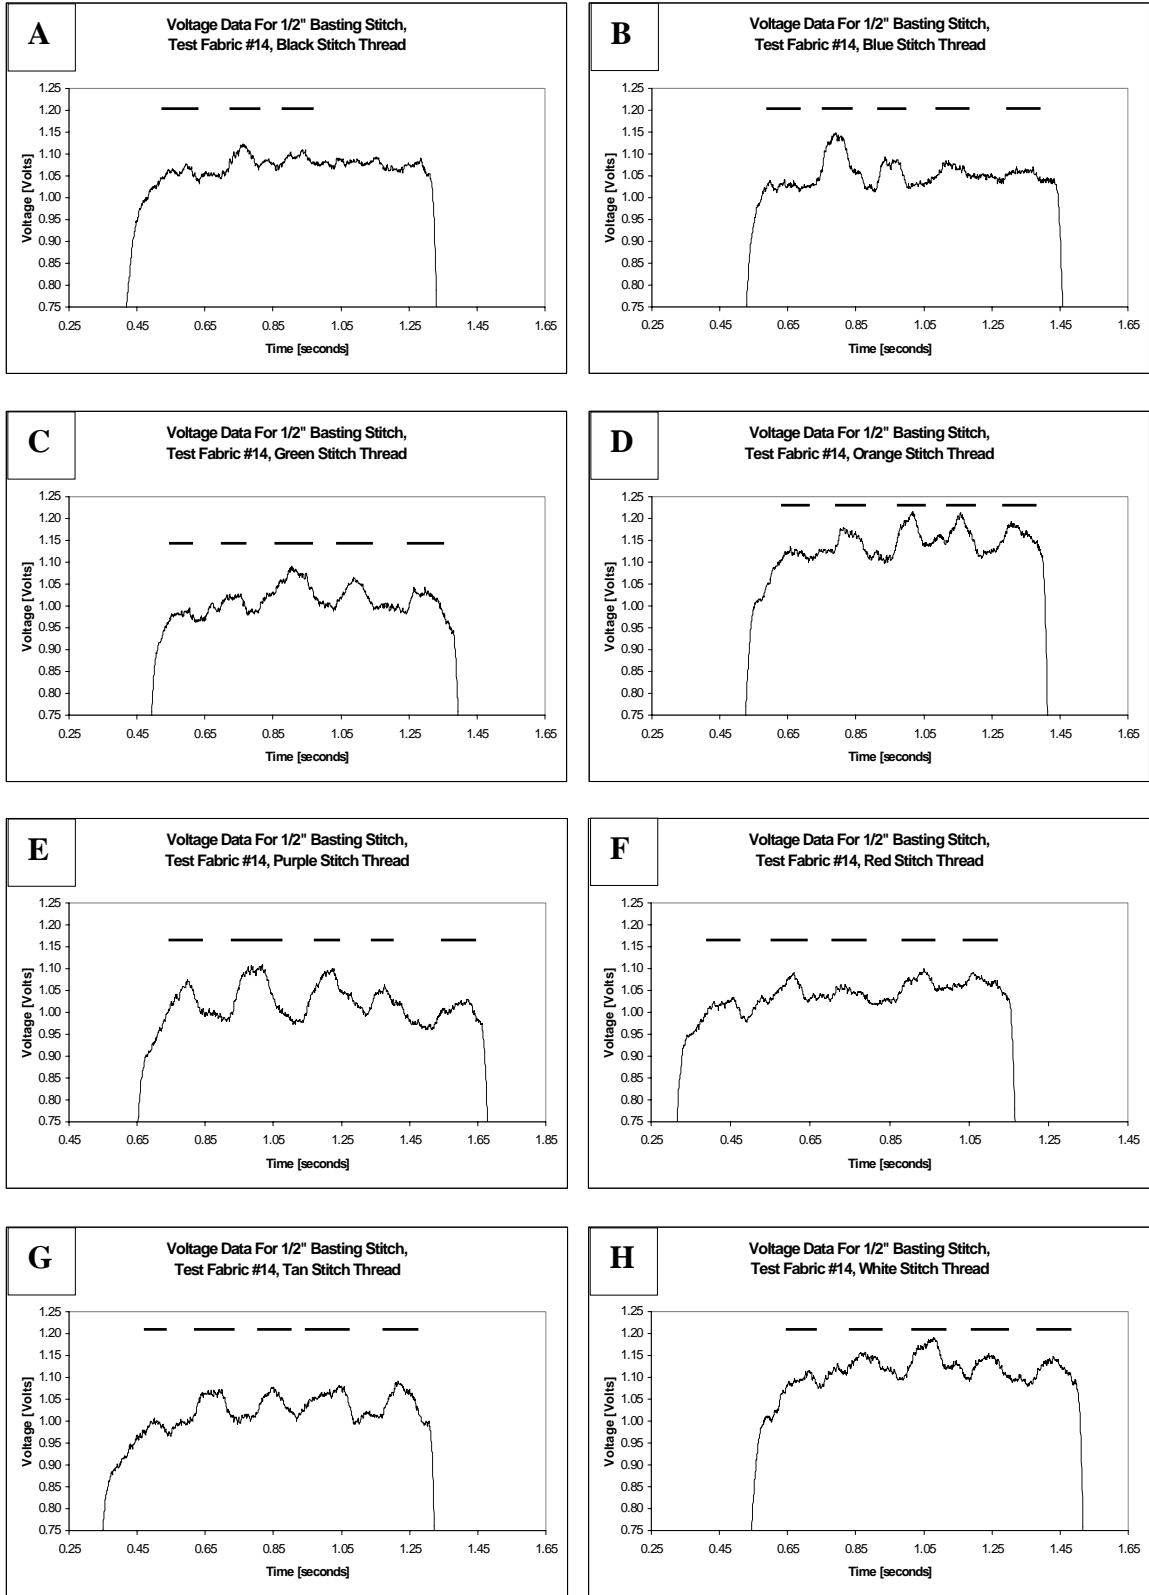 A
Voltage Data For 1/2" Basting Stitch,
Test Fabric #14, Black Stitch Thread
Voltage [Volts]
1.25
1.20
1.15
1.10
1.05
1.00
0.95
0.90
0.85
0.80
0.75
0.25 0.45 0.65 0.85 1.05 1.25 1.45 1.65
Time [seconds]
B
Voltage Data For 1/2" Basting Stitch,
Test Fabric #14, Blue Stitch Thread
Voltage [Volts]
1.25
1.20
1.15
1.10
1.05
1.00
0.95
0.90
0.85
0.80
0.75
0.25 0.45 0.65 0.85 1.05 1.25 1.45 1.65
Time [seconds]
C
Voltage Data For 1/2" Basting Stitch,
Test Fabric #14, Green Stitch Thread
Voltage [Volts]
1.25
1.20
1.15
1.10
1.05
1.00
0.95
0.90
0.85
0.80
0.75
0.25 0.45 0.65 0.85 1.05 1.25 1.45 1.65
Time [seconds]
D
Voltage Data For 1/2" Basting Stitch,
Test Fabric #14, Orange Stitch Thread
Voltage [Volts]
1.25
1.20
1.15
1.10
1.05
1.00
0.95
0.90
0.85
0.80
0.75
0.25 0.45 0.65 0.85 1.05 1.25 1.45 1.65
Time [seconds]
E
Voltage Data For 1/2" Basting Stitch,
Test Fabric #14, Purple Stitch Thread
Voltage [Volts]
1.25
1.20
1.15
1.10
1.05
1.00
0.95
0.90
0.85
0.80
0.75
0.45 0.65 0.85 1.05 1.25 1.45 1.65 1.85
Time [seconds]
F
Voltage Data For 1/2" Basting Stitch,
Test Fabric #14, Red Stitch Thread
Voltage [Volts]
1.25
1.20
1.15
1.10
1.05
1.00
0.95
0.90
0.85
0.80
0.75
0.25 0.45 0.65 0.85 1.05 1.25 1.45
Time [seconds]
G
Voltage Data For 1/2" Basting Stitch,
Test Fabric #14, Tan Stitch Thread
Voltage [Volts]
1.25
1.20
1.15
1.10
1.05
1.00
0.95
0.90
0.85
0.80
0.75
0.25 0.45 0.65 0.85 1.05 1.25 1.45 1.65
Time [seconds]
H
Voltage Data For 1/2" Basting Stitch,
Test Fabric #14, White Stitch Thread
Voltage [Volts]
1.25
1.20
1.15
1.10
1.05
1.00
0.95
0.90
0.85
0.80
0.75
0.25 0.45 0.65 0.85 1.05 1.25 1.45 1.65
Time [seconds]